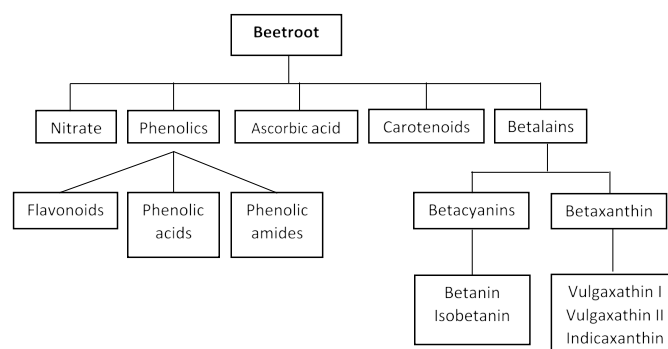 Beetroot
Nitrate
Phenolics
Ascorbic acid
Carotenoids
Betalains
Flavonoids
Phenolic
acids
Phenolic
amides
Betacyanins
Betaxanthin
Betanin
Isobetanin
Vulgaxathin I
Vulgaxathin II
Indicaxanthin